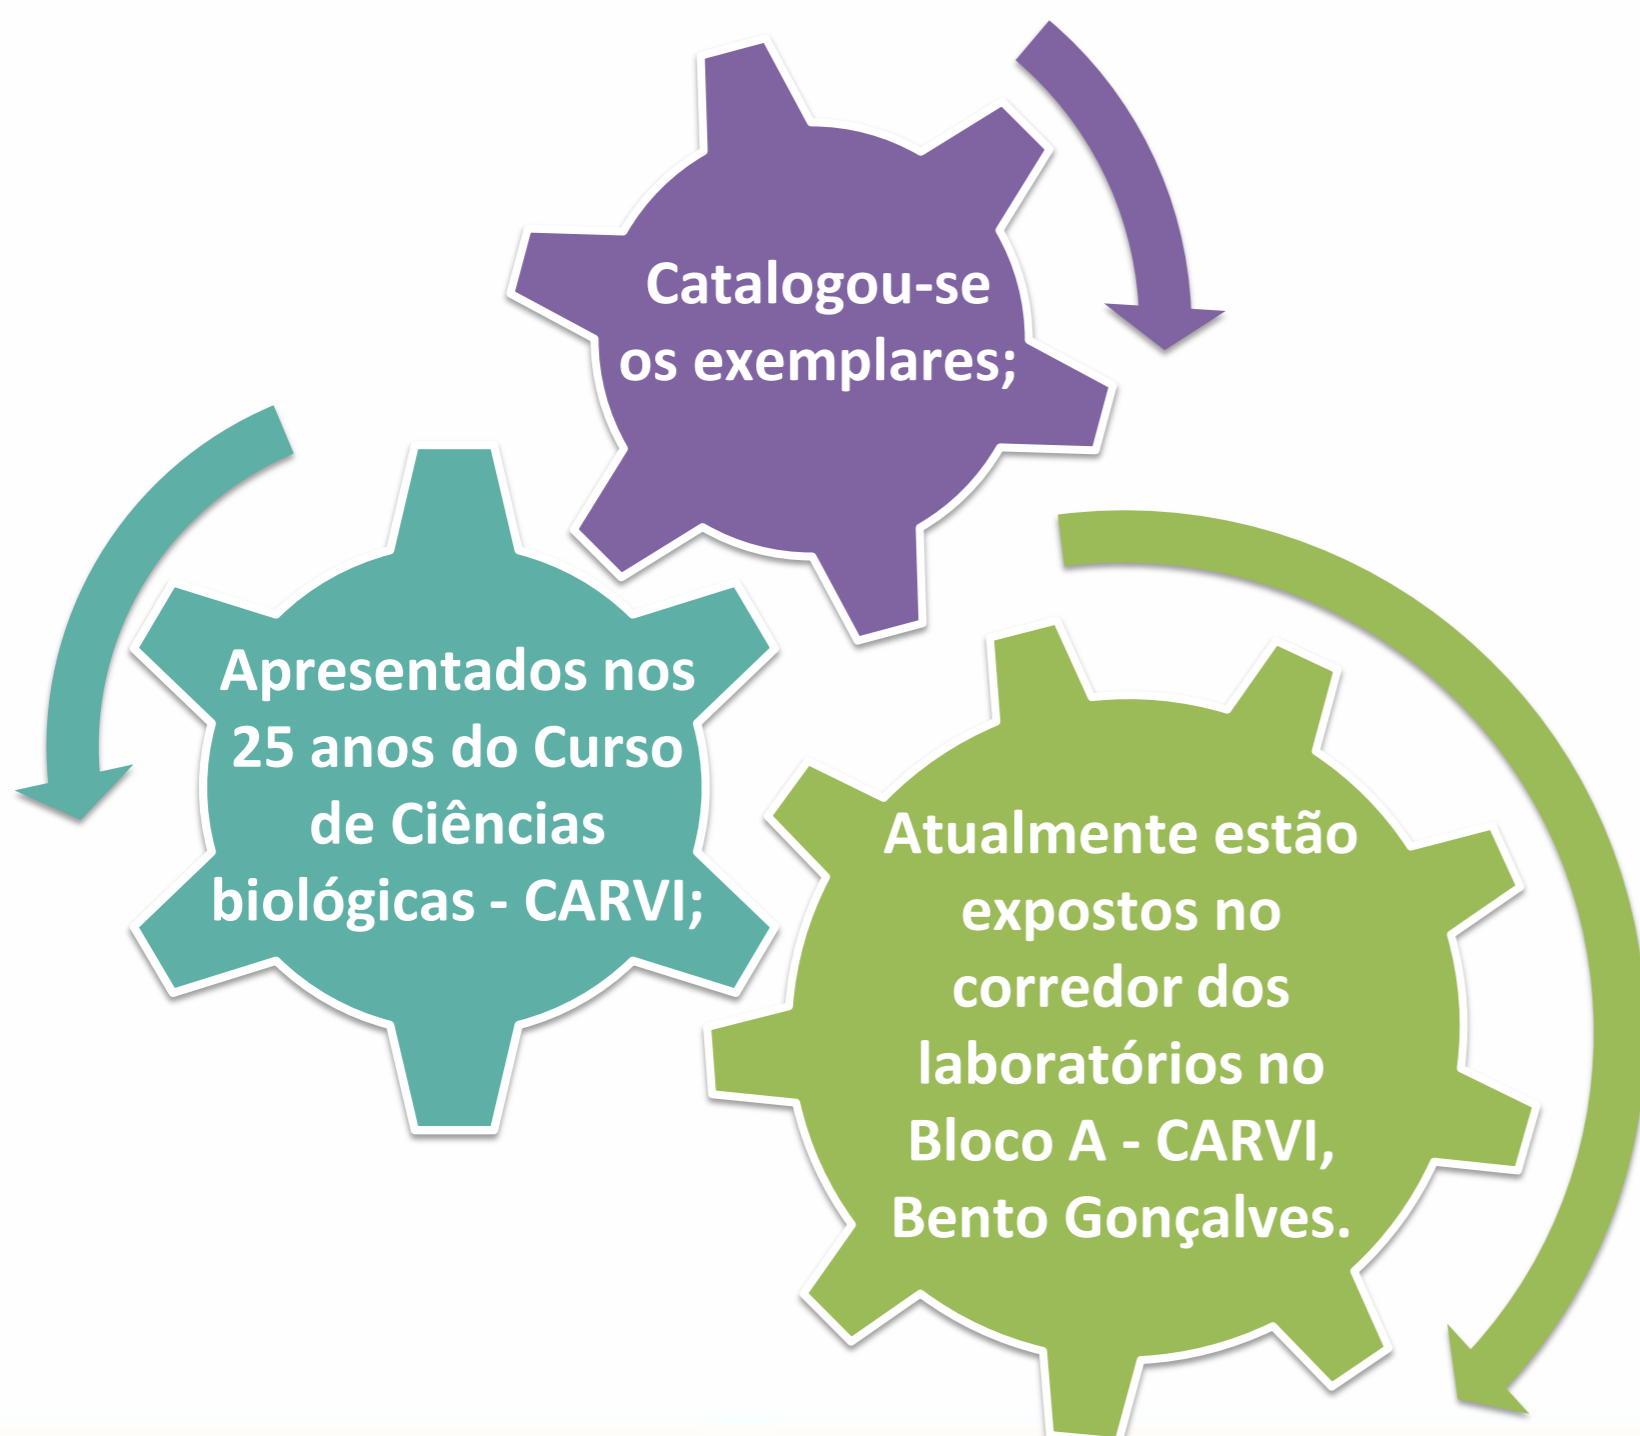 Catalogou-se
os exemplares;
Apresentados nos
25 anos do Curso
de Ciências
biológicas - CARVI;
Atualmente estão
expostos no
corredor dos
laboratórios no
Bloco A - CARVI,
Bento Gonçalves.